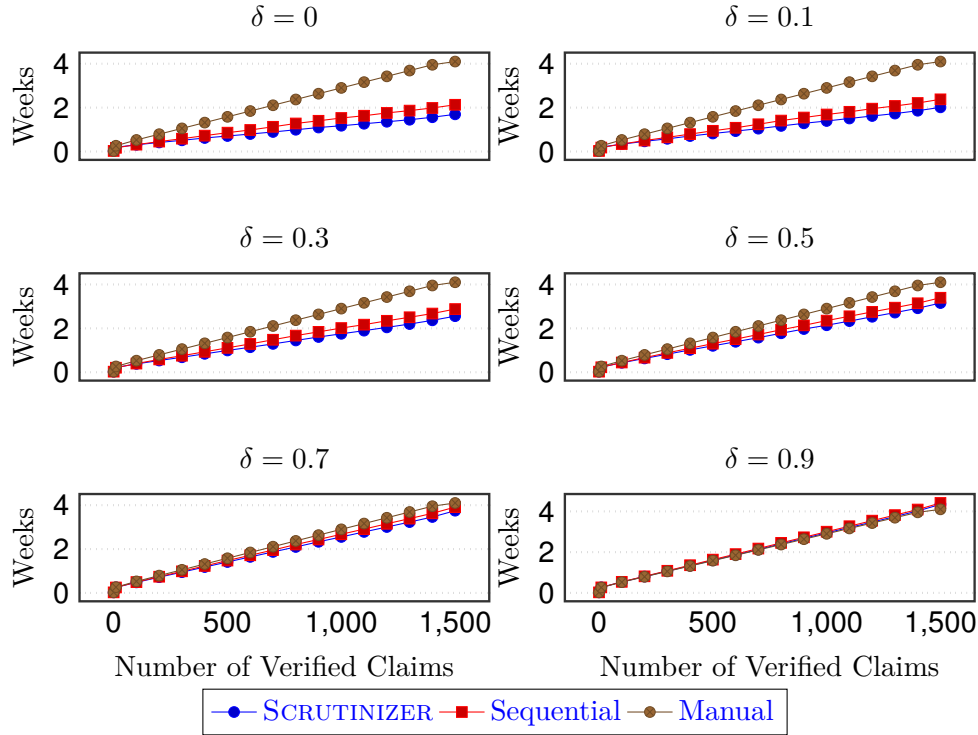 δ = 0
δ = 0.1
Weeks
4
2
0
Weeks
4
2
0
δ = 0.3
δ = 0.5
Weeks
4
2
0
Weeks
4
2
0
δ = 0.7
δ = 0.9
Weeks
4
2
0
Weeks
4
2
0
0 500 1,000 1,500
0 500 1,000 1,500
Number of Verified Claims
Number of Verified Claims
SCRUTINIZER Sequential Manual